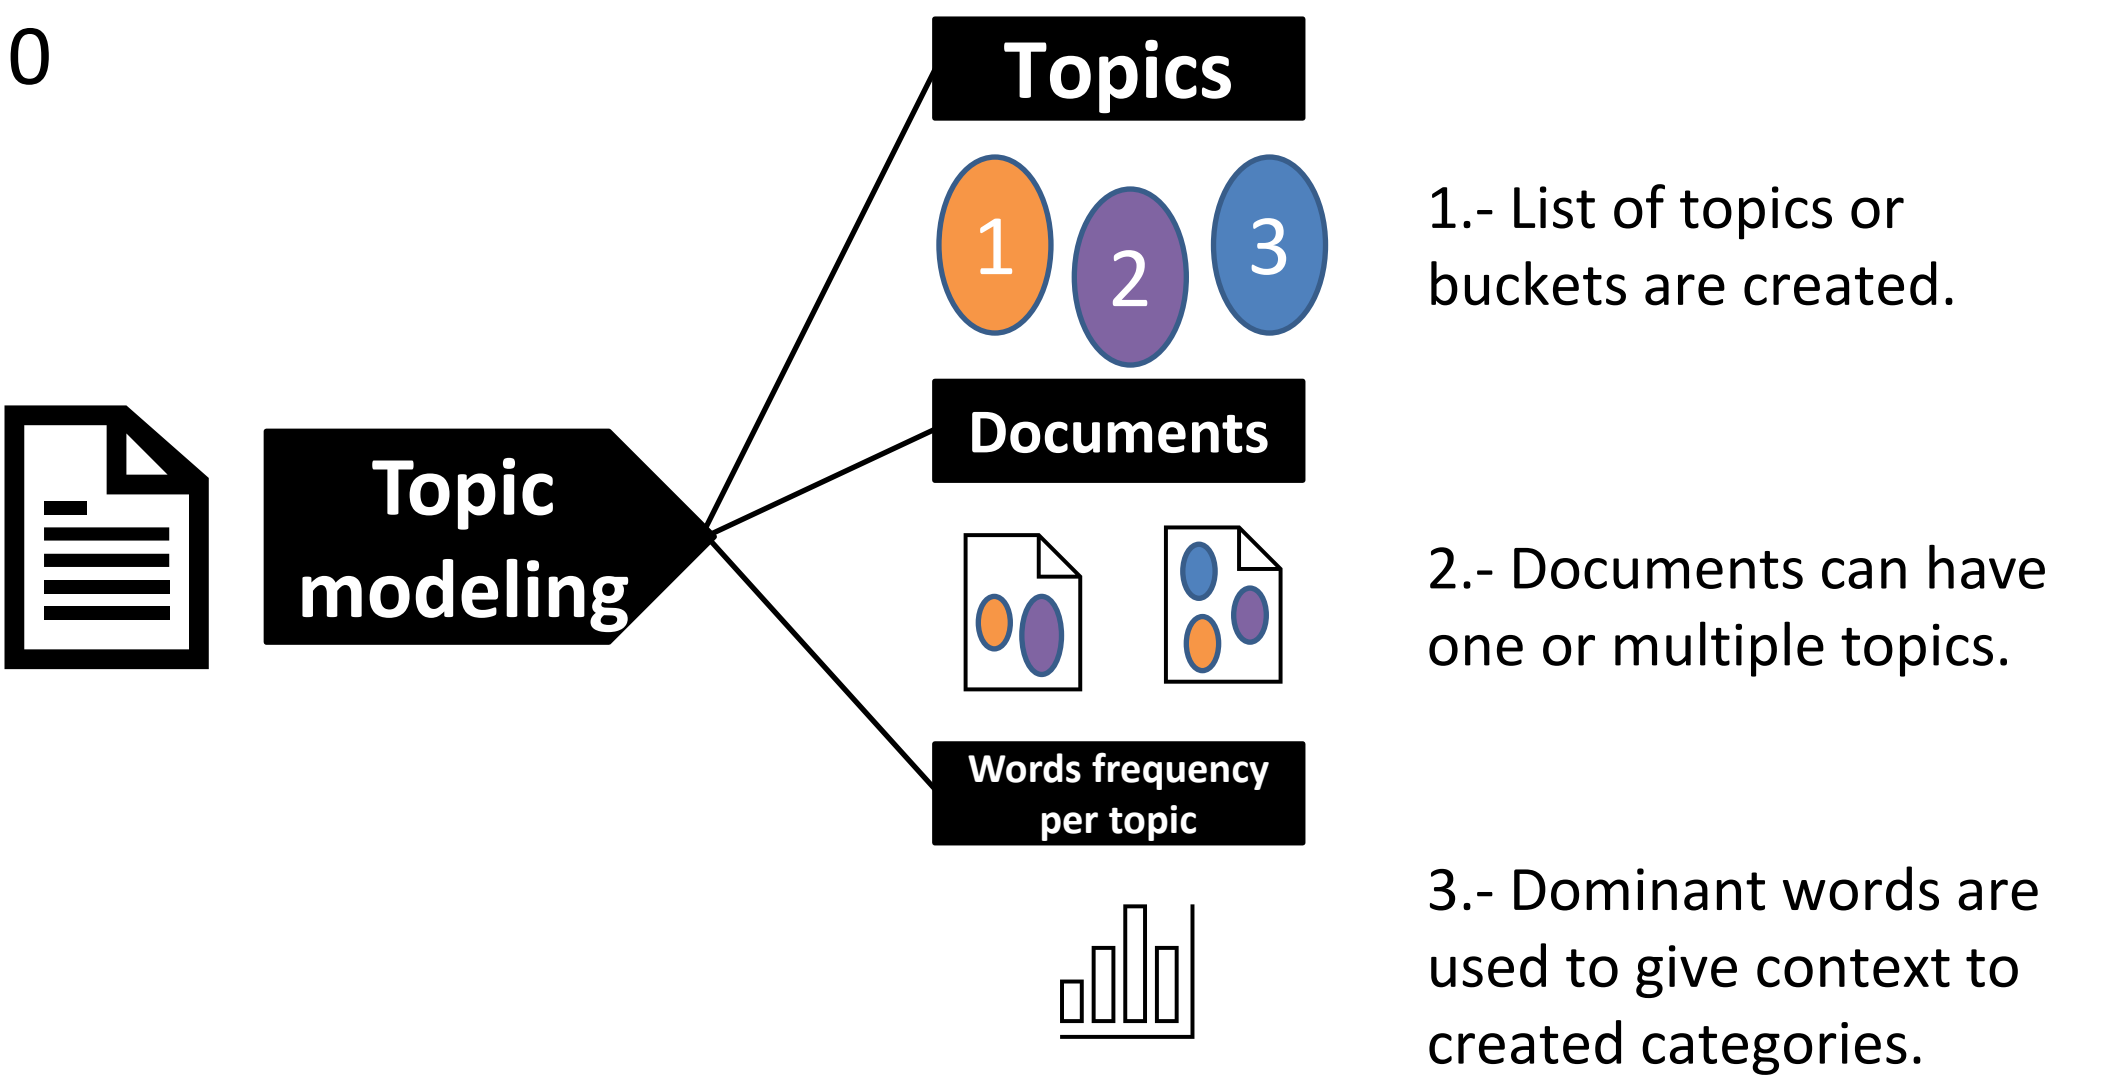 0
Topic
modeling
Topics
1
2
3
1.- List of topics or
buckets are created.
Documents
2.- Documents can have
one or multiple topics.
Words frequency
per topic
3.- Dominant words are
used to give context to
created categories.